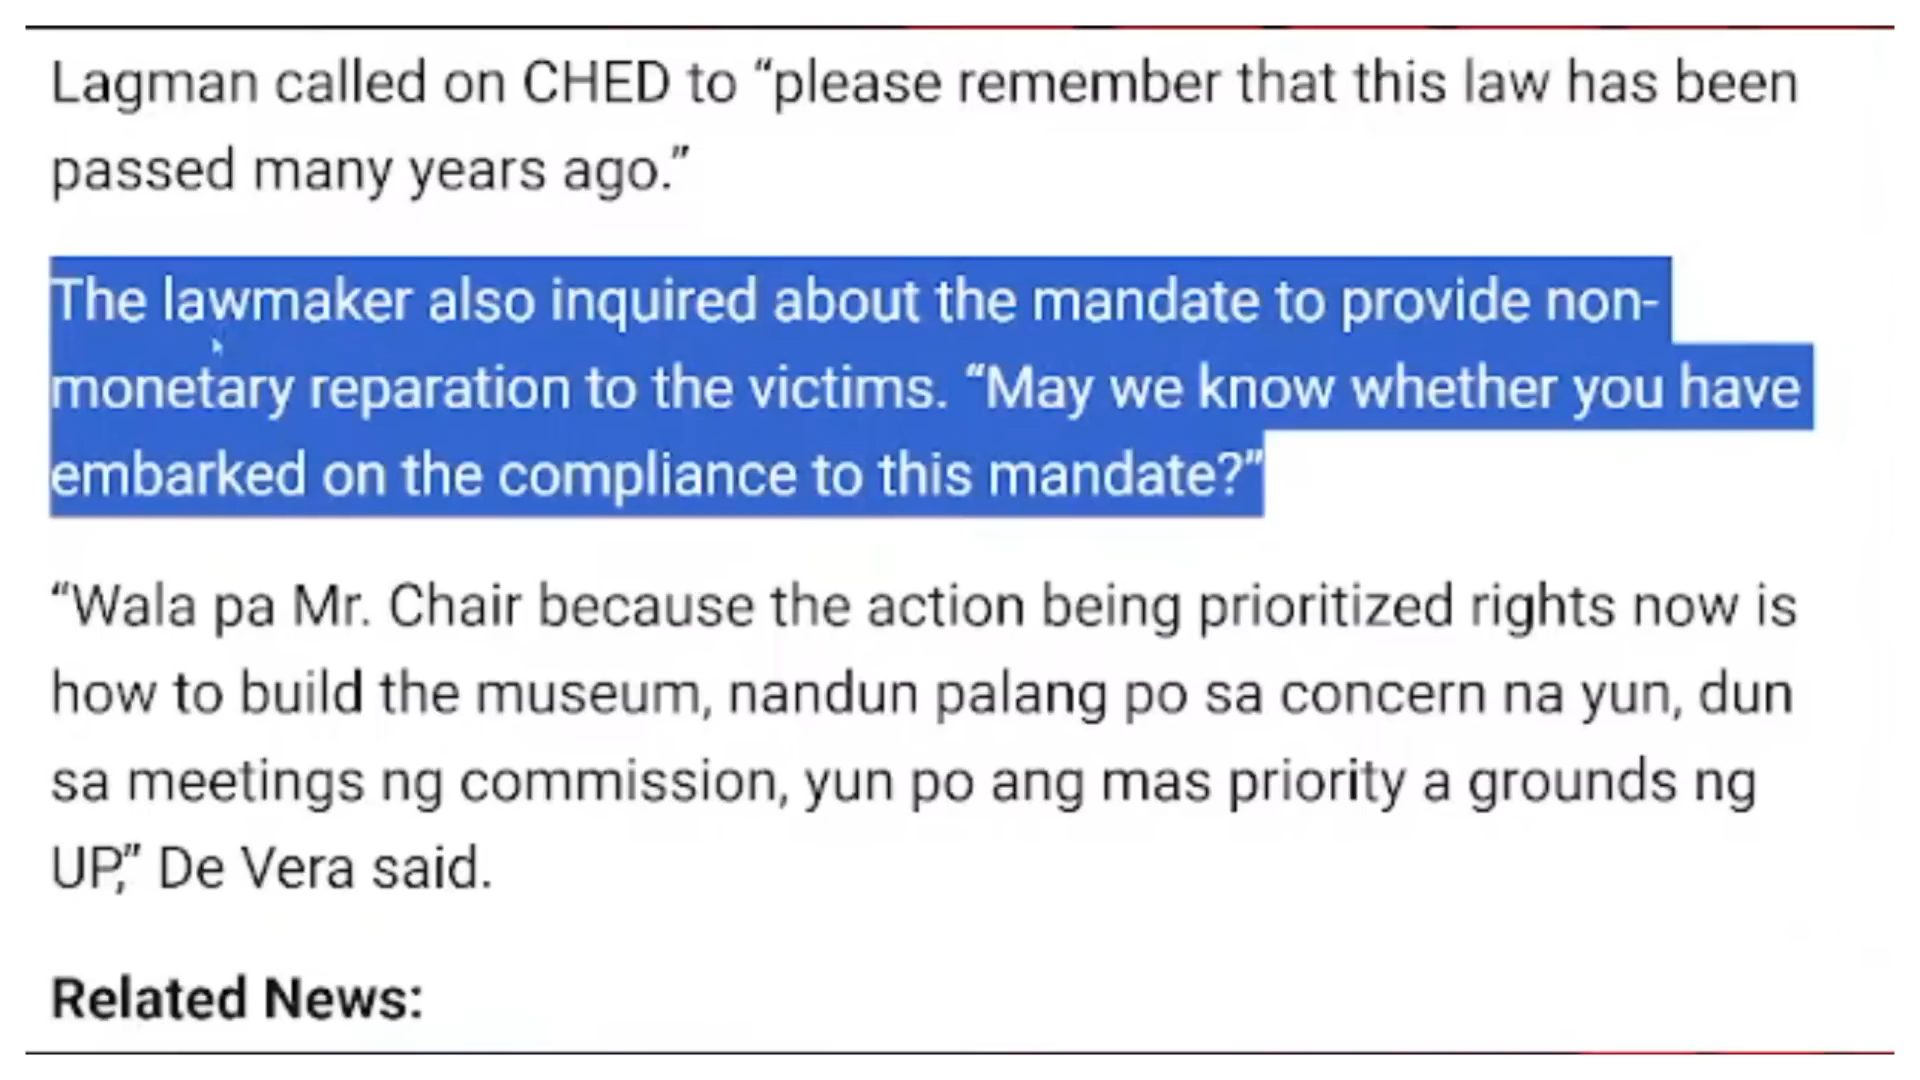 Lagman called on CHED to “please remember that this law has been
passed many years ago.”
The lawmaker also inquired about the mandate to provide non-
monetary reparation to the victims. “May we know whether you have
embarked on the compliance to this mandate?”
“Wala pa Mr. Chair because the action being prioritized rights now is
how to build the museum, nandun palang po sa concern na yun, dun
sa meetings ng commission, yun po ang mas priority a grounds ng
UP,” De Vera said.
Related News: